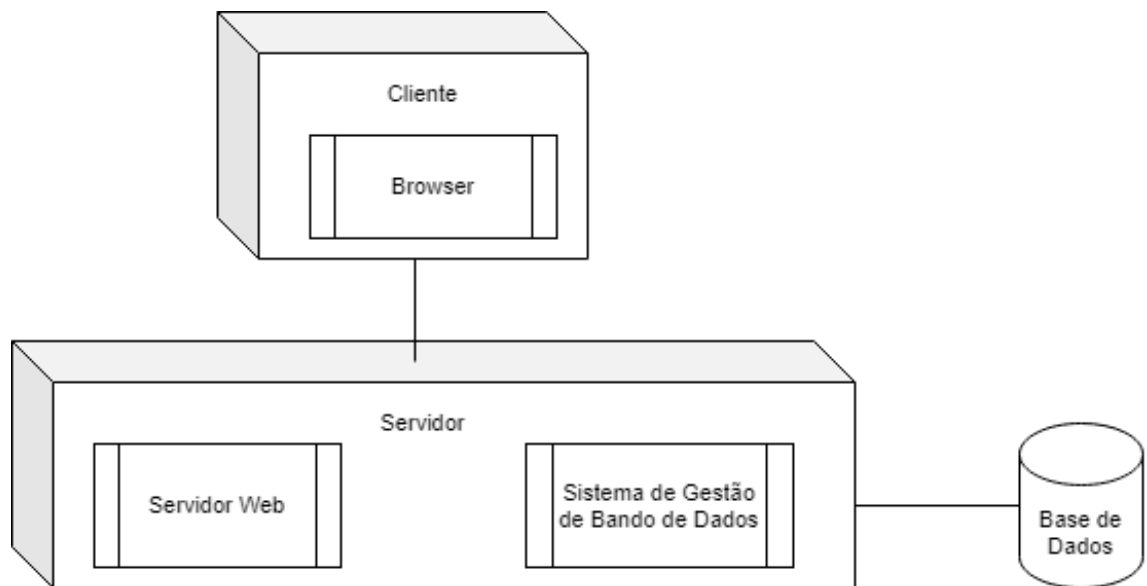 Cliente
Browser
Servidor
Servidor Web
Sistema de Gestão
de Bando de Dados
Base de
Dados